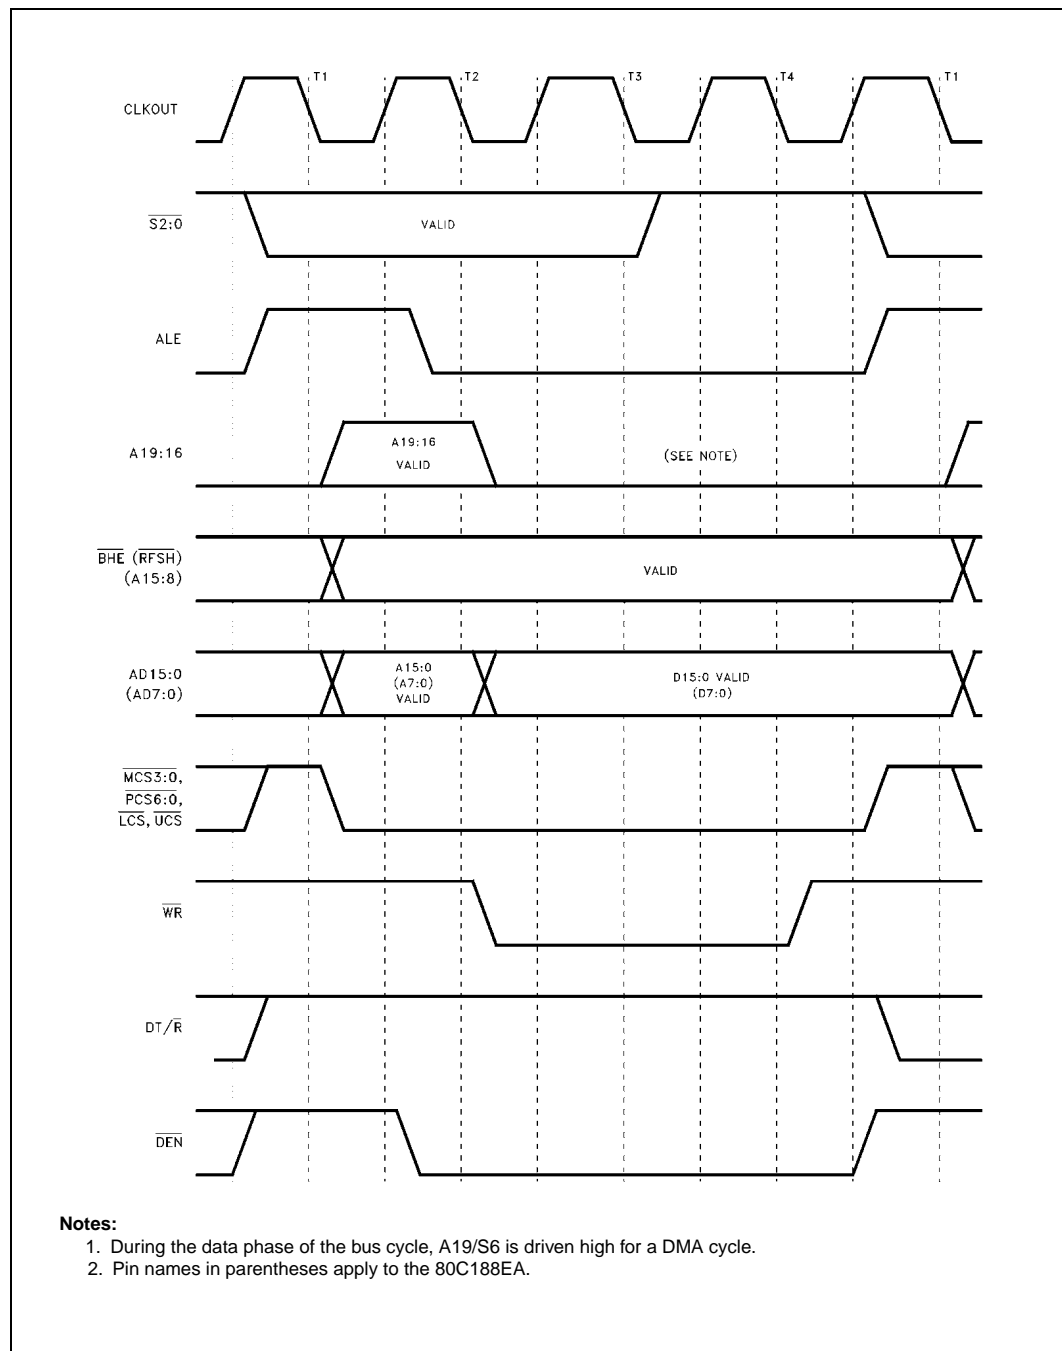 T1 T2 T3 T4 T1
CLKOUT
S2:0
VALID
ALE
A19:16
A19:16
VALID
(SEE NOTE)
BHE (RFSH)
(A15:8)
VALID
AD15:0
(AD7:0)
A15:0
(A7:0)
VALID
D15:0 VALID
(D7:0)
MCS3:0,
PCS6:0,
LCS, UCS
WR
DT/R
DEN
Notes:
1. During the data phase of the bus cycle, A19/S6 is driven high for a DMA cycle.
2. Pin names in parentheses apply to the 80C188EA.